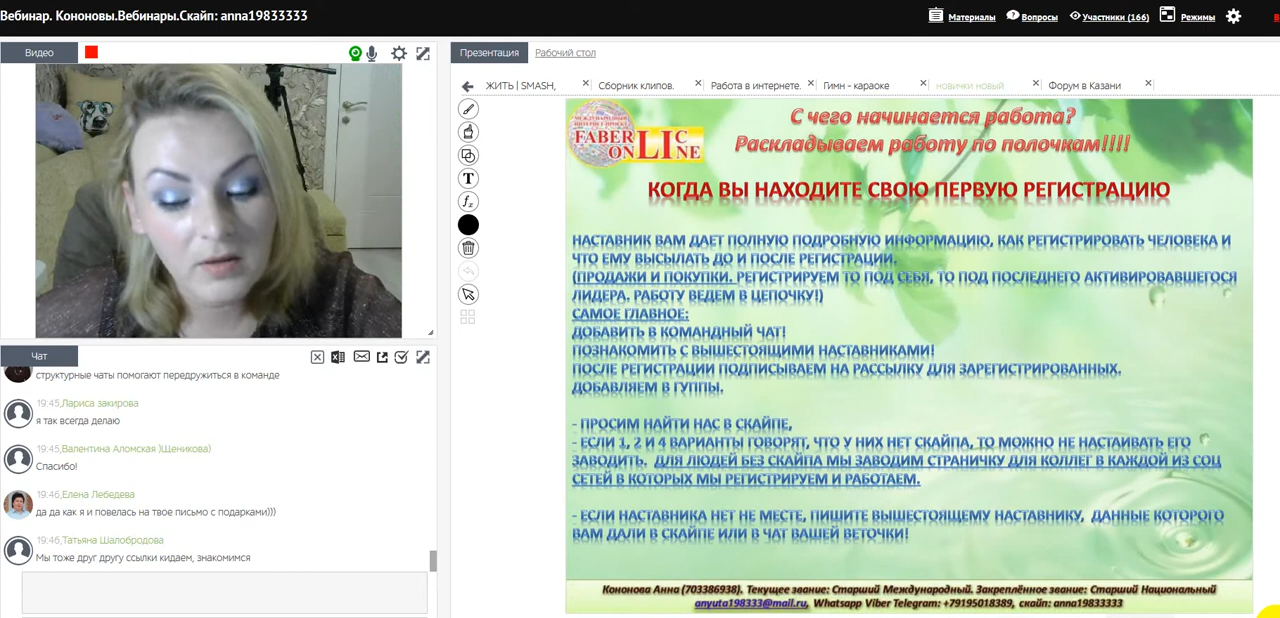 Вебинар. Кононовы.Вебинары.Скайп: anna19833333
Материалы Вопросы Участники (166) Режимы
Видео
Презентация Рабочий стол
ЖИТЬ | SMASH, Сборник клипов. Работа в интернете. Гимн - караоке новички новый Форум в Казани
МЕЖДУНАРОДНЫЙ
ИНТЕРНЕТ-ПРОЕКТ
FABERLIC
ONLINE
С чего начинается работа?
Раскладываем работу по полочкам!!!!
КОГДА ВЫ НАХОДИТЕ СВОЮ ПЕРВУЮ РЕГИСТРАЦИЮ
НАСТАВНИК ВАМ ДАЕТ ПОЛНУЮ ПОДРОБНУЮ ИНФОРМАЦИЮ, КАК РЕГИСТРИРОВАТЬ ЧЕЛОВЕКА И
ЧТО ЕМУ ВЫСЫЛАТЬ ДО И ПОСЛЕ РЕГИСТРАЦИИ.
(ПРОДАЖИ И ПОКУПКИ. РЕГИСТРИРУЕМ ТО ПОД СЕБЯ, ТО ПОД ПОСЛЕДНЕГО АКТИВИРОВАВШЕГОСЯ
ЛИДЕРА. РАБОТУ ВЕДЕМ В ЦЕПОЧКУ!)
САМОЕ ГЛАВНОЕ:
ДОБАВИТЬ В КОМАНДНЫЙ ЧАТ!
ПОЗНАКОМИТЬ С ВЫШЕСТОЯЩИМИ НАСТАВНИКАМИ!
ПОСЛЕ РЕГИСТРАЦИИ ПОДПИСЫВАЕМ НА РАССЫЛКУ ДЛЯ ЗАРЕГИСТРИРОВАННЫХ.
ДОБАВЛЯЕМ В ГУППЫ.
- ПРОСИМ НАЙТИ НАС В СКАЙПЕ,
- ЕСЛИ 1, 2 И 4 ВАРИАНТЫ ГОВОРЯТ, ЧТО У НИХ НЕТ СКАЙПА, ТО МОЖНО НЕ НАСТАИВАТЬ ЕГО
ЗАВОДИТЬ. ДЛЯ ЛЮДЕЙ БЕЗ СКАЙПА МЫ ЗАВОДИМ СТРАНИЧКУ ДЛЯ КОЛЛЕГ В КАЖДОЙ ИЗ СОЦ
СЕТЕЙ В КОТОРЫХ МЫ РЕГИСТРИРУЕМ И РАБОТАЕМ.
- ЕСЛИ НАСТАВНИКА НЕТ НЕ МЕСТЕ, ПИШИТЕ ВЫШЕСТОЯЩЕМУ НАСТАВНИКУ, ДАННЫЕ КОТОРОГО
ВАМ ДАЛИ В СКАЙПЕ ИЛИ В ЧАТ ВАШЕЙ ВЕТОЧКИ!
Кононова Анна (703386938). Текущее звание: Старший Международный. Закреплённое звание: Старший Национальный
anyuta198333@mail.ru, Whatsapp Viber Telegram: +79195018389, скайп: anna19833333
Чат
структурные чаты помогают передружиться в команде
19:45,Лариса закирова
я так всегда делаю
19:45,Валентина Аломская )Щеникова)
Спасибо!
19:46,Елена Лебедева
да да как я и повелась на твое письмо с подарками)))
19:46,Татьяна Шалобродова
Мы тоже друг другу ссылки кидаем, знакомимся